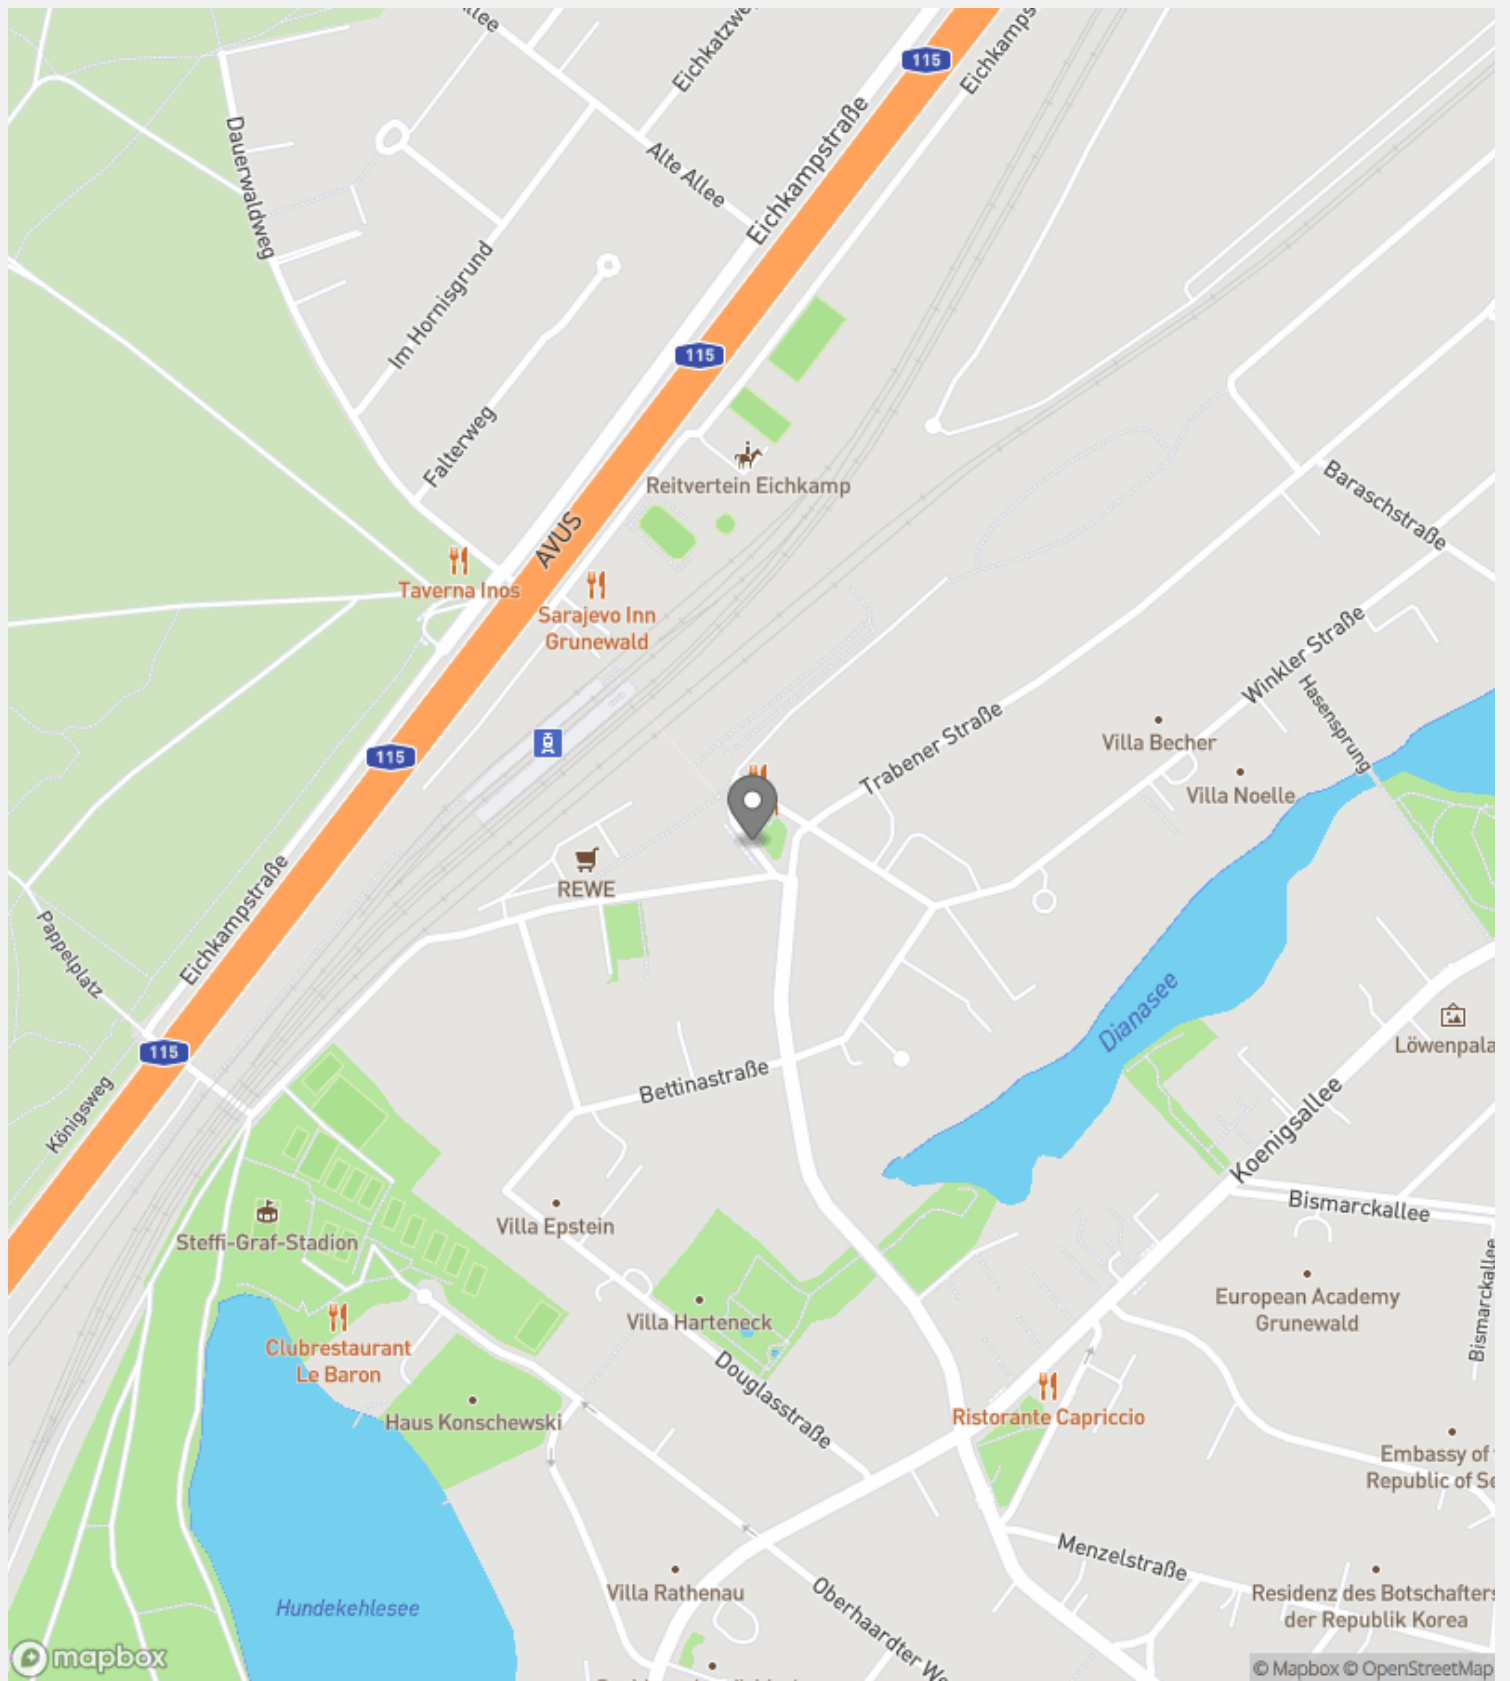 llee
Eichkatzwe
115
Eichkamps
Dauerwaldweg
Alte Allee
Eichkampstraße
Im Hornisgrund
115
Falterweg
Reitvertein Eichkamp
Baraschstraße
AVUS
Taverna Inos
Sarajevo Inn
Grunewald
Winkler Straße
Hasensprung
115
Trabener Straße
Villa Becher
Villa Noelle
REWE
Eichkampstraße
Pappelplatz
Dianasee
115
Löwenpala
Königsweg
Bettinastraße
Koenigsallee
Bismarckallee
Villa Epstein
Steffi-Graf-Stadion
Bismarckallee
European Academy
Grunewald
Villa Harteneck
Clubrestaurant
Le Baron
Douglasstraße
Haus Konschewski
Ristorante Capriccio
Embassy of
Republic of Se
Menzelstraße
Villa Rathenau
Oberhaardter We
Residenz des Botschafters
der Republik Korea
Hundekehlesee
mapbox
© Mapbox © OpenStreetMap